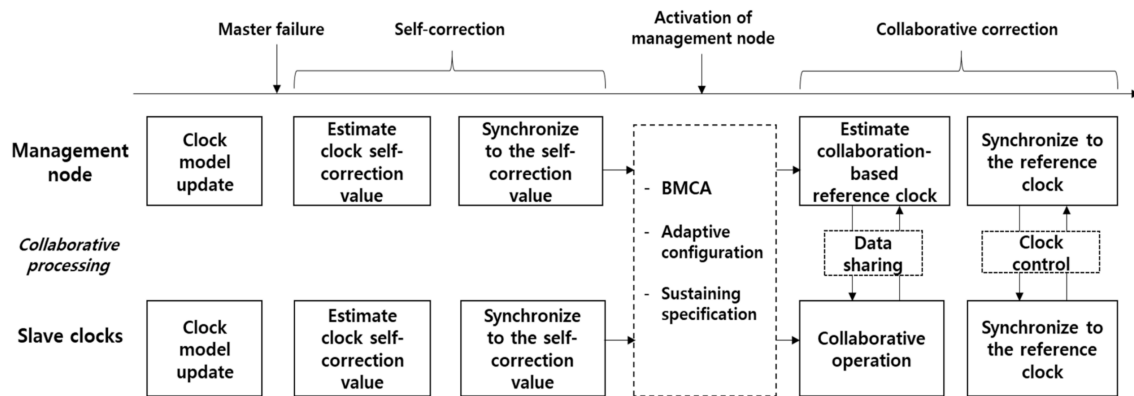 Master failure
Self-correction
Activation of
management node
Collaborative correction
Management
node
Clock
model
update
Estimate
clock self-
correction
value
Synchronize
to the self-
correction
value
- BMCA
- Adaptive
configuration
- Sustaining
specification
Estimate
collaboration-
based
reference clock
Synchronize to
the reference
clock
Collaborative
processing
Data
sharing
Clock
control
Slave clocks
Clock
model
update
Estimate
clock self-
correction
value
Synchronize
to the self-
correction
value
Collaborative
operation
Synchronize to
the reference
clock